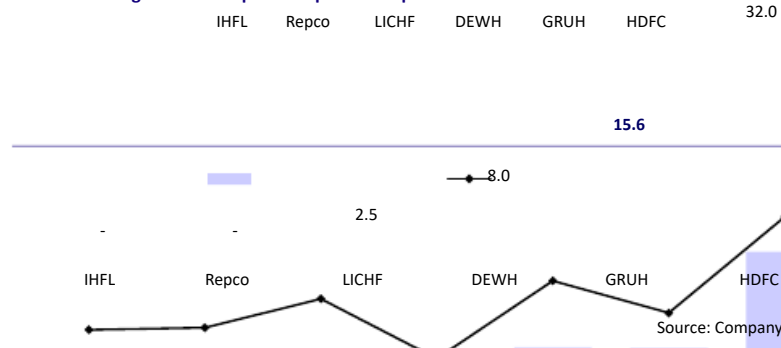 IHFL Repco LICHF DEWH GRUH HDFC 32.0
15.6
8.0
2.5
- -
IHFL Repco LICHF DEWH GRUH HDFC
Source: Company